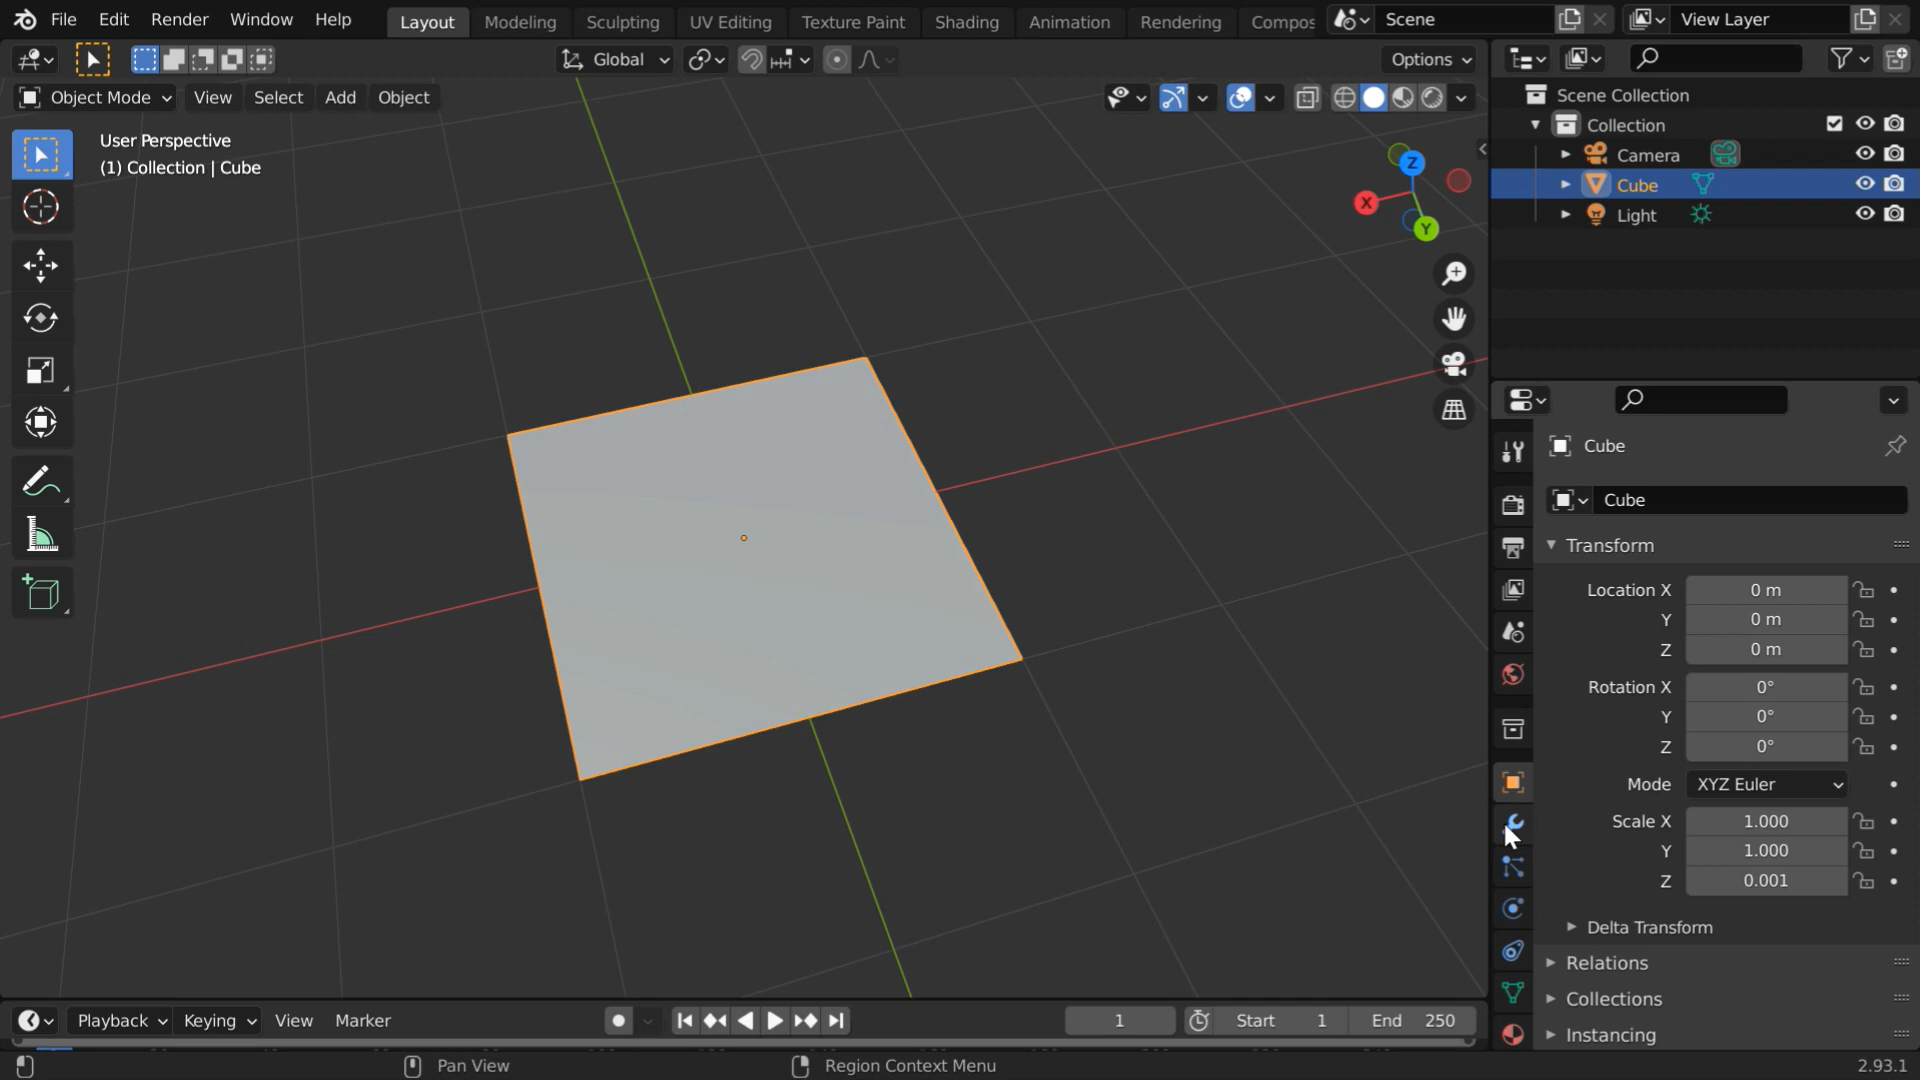 File Edit Render Window Help Layout Modeling Sculpting UV Editing Texture Paint Shading Animation Rendering Compos Scene View Layer
Global Options
Object Mode View Select Add Object
User Perspective
(1) Collection | Cube
Z
X
Y
Scene Collection
Collection
Camera
Cube
Light
Cube
Cube
Transform
Location X 0 m
Y 0 m
Z 0 m
Rotation X 0°
Y 0°
Z 0°
Mode XYZ Euler
Scale X 1.000
Y 1.000
Z 0.001
Delta Transform
Relations
Collections
Instancing
Playback Keying View Marker 1 Start 1 End 250
Pan View Region Context Menu 2.93.1